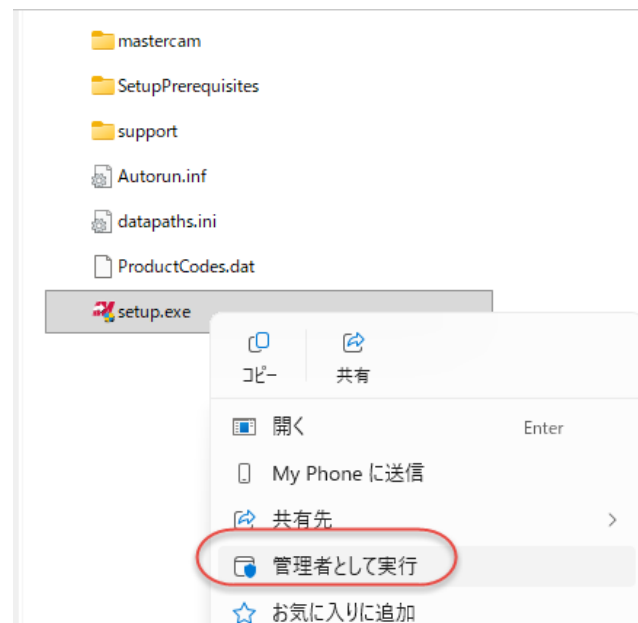 mastercam
SetupPrerequisites
support
Autorun.inf
datapaths.ini
ProductCodes.dat
setup.exe
コピー 共有
開く Enter
My Phone に送信
共有先
管理者として実行
お気に入りに追加